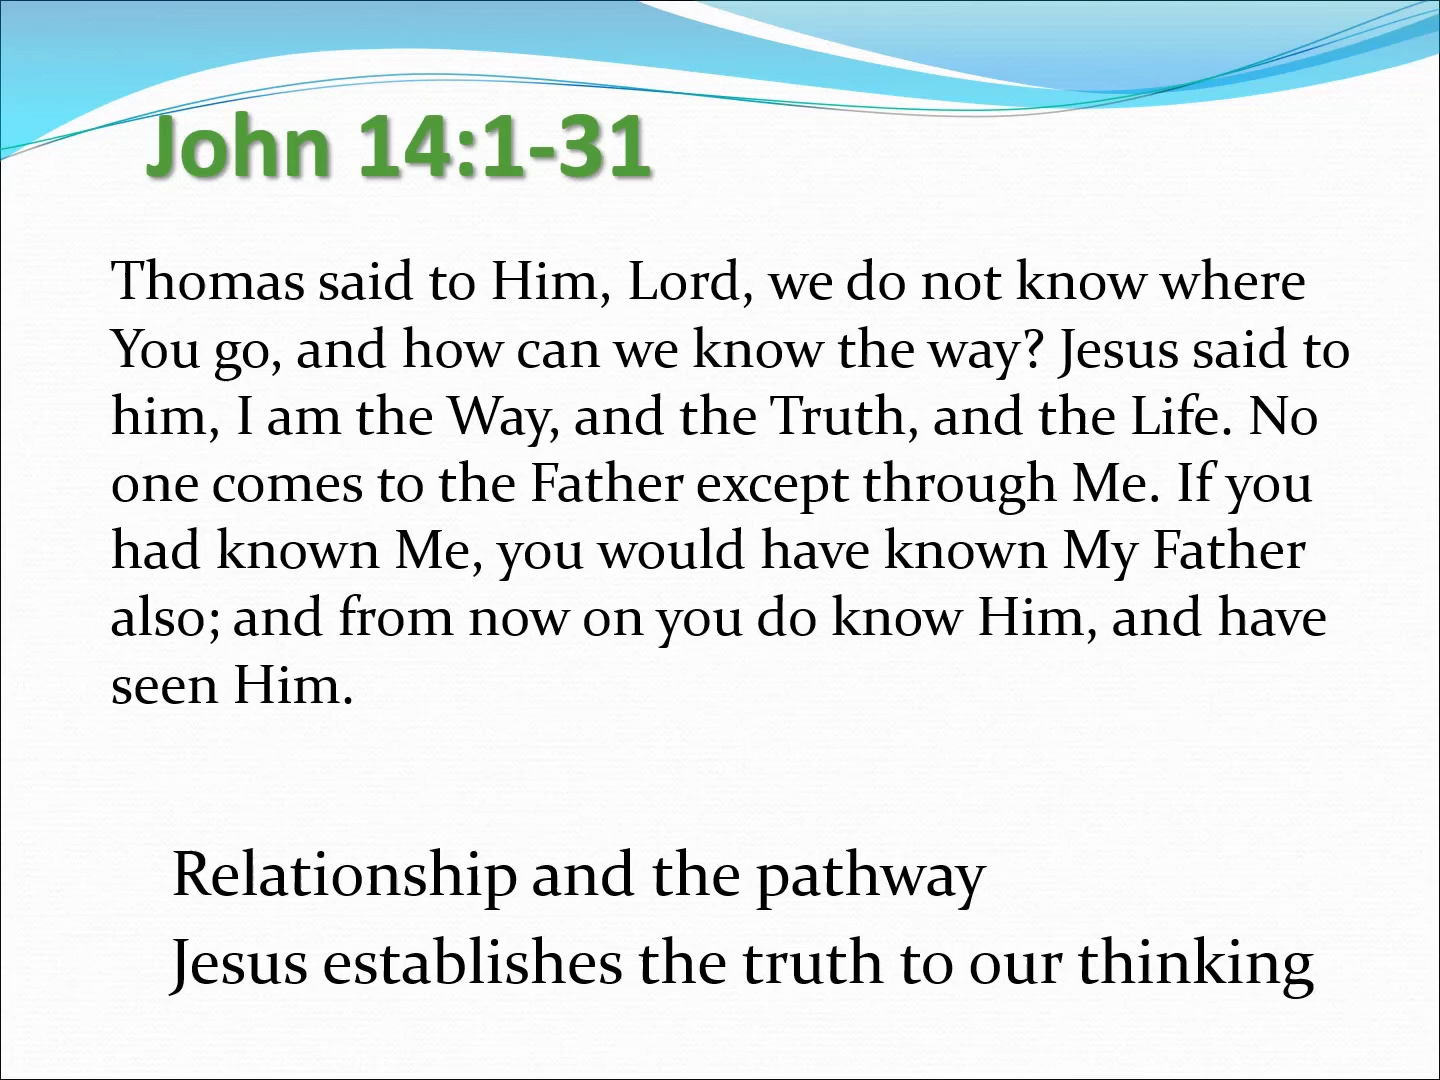 John 14:1-31
Thomas said to Him, Lord, we do not know where
You go, and how can we know the way? Jesus said to
him, I am the Way, and the Truth, and the Life. No
one comes to the Father except through Me. If you
had known Me, you would have known My Father
also; and from now on you do know Him, and have
seen Him.
Relationship and the pathway
Jesus establishes the truth to our thinking